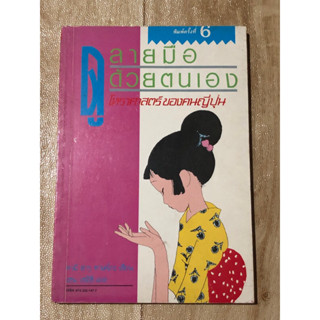 พิมพ์ครั้งที่ 6
ดูลายมือ
ด้วยตนเอง
โหราศาสตร์ของคนญี่ปุ่น